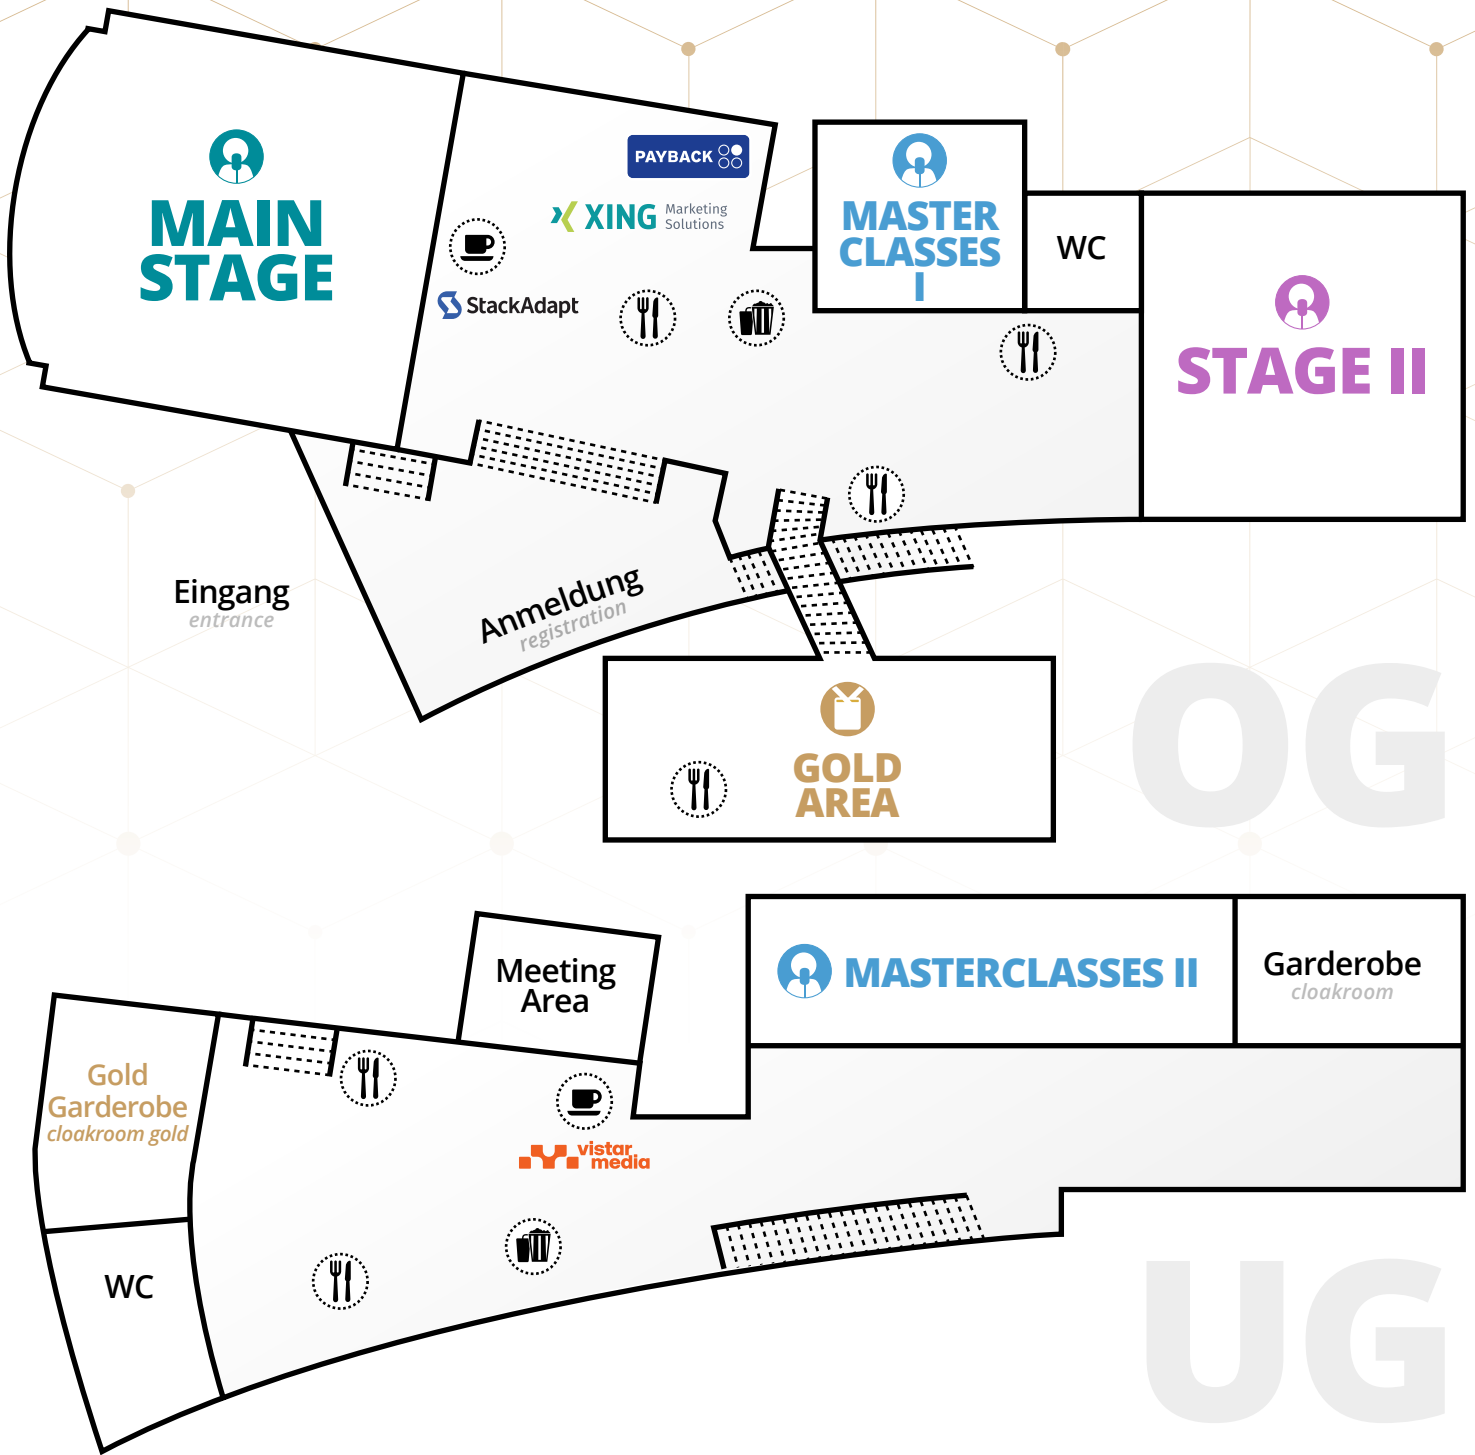 MAIN
STAGE
PAYBACK
XING Marketing
Solutions
StackAdapt
MASTER
CLASSES
I
WC
STAGE II
Eingang
entrance
Anmeldung
registration
GOLD
AREA
OG
Meeting
Area
MASTERCLASSES II
Garderobe
cloakroom
Gold
Garderobe
cloakroom gold
vistar
media
WC
UG